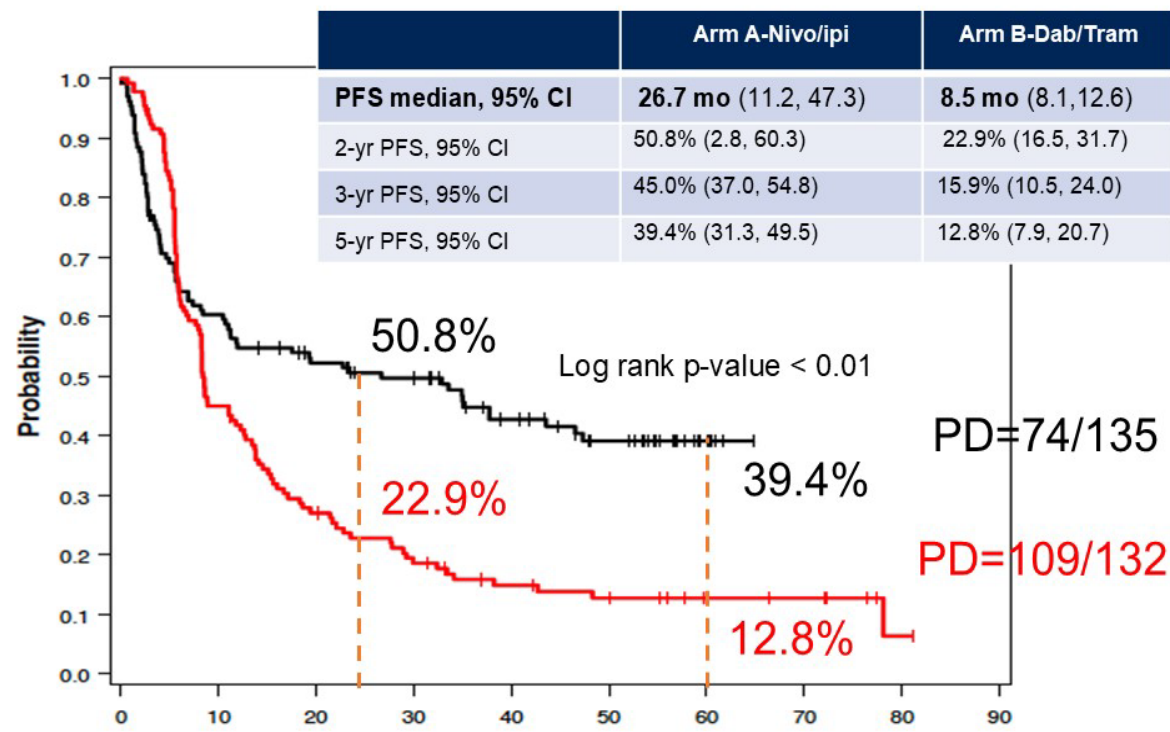 Arm A-Nivo/ipi Arm B-Dab/Tram
PFS median, 95% CI 26.7 mo (11.2, 47.3) 8.5 mo (8.1,12.6)
2-yr PFS, 95% CI 50.8% (2.8, 60.3) 22.9% (16.5, 31.7)
3-yr PFS, 95% CI 45.0% (37.0, 54.8) 15.9% (10.5, 24.0)
5-yr PFS, 95% CI 39.4% (31.3, 49.5) 12.8% (7.9, 20.7)
Probability
1.0
0.9
0.8
0.7
0.6
0.5
0.4
0.3
0.2
0.1
0.0
50.8%
Log rank p-value < 0.01
PD=74/135
39.4%
22.9%
PD=109/132
12.8%
0 10 20 30 40 50 60 70 80 90